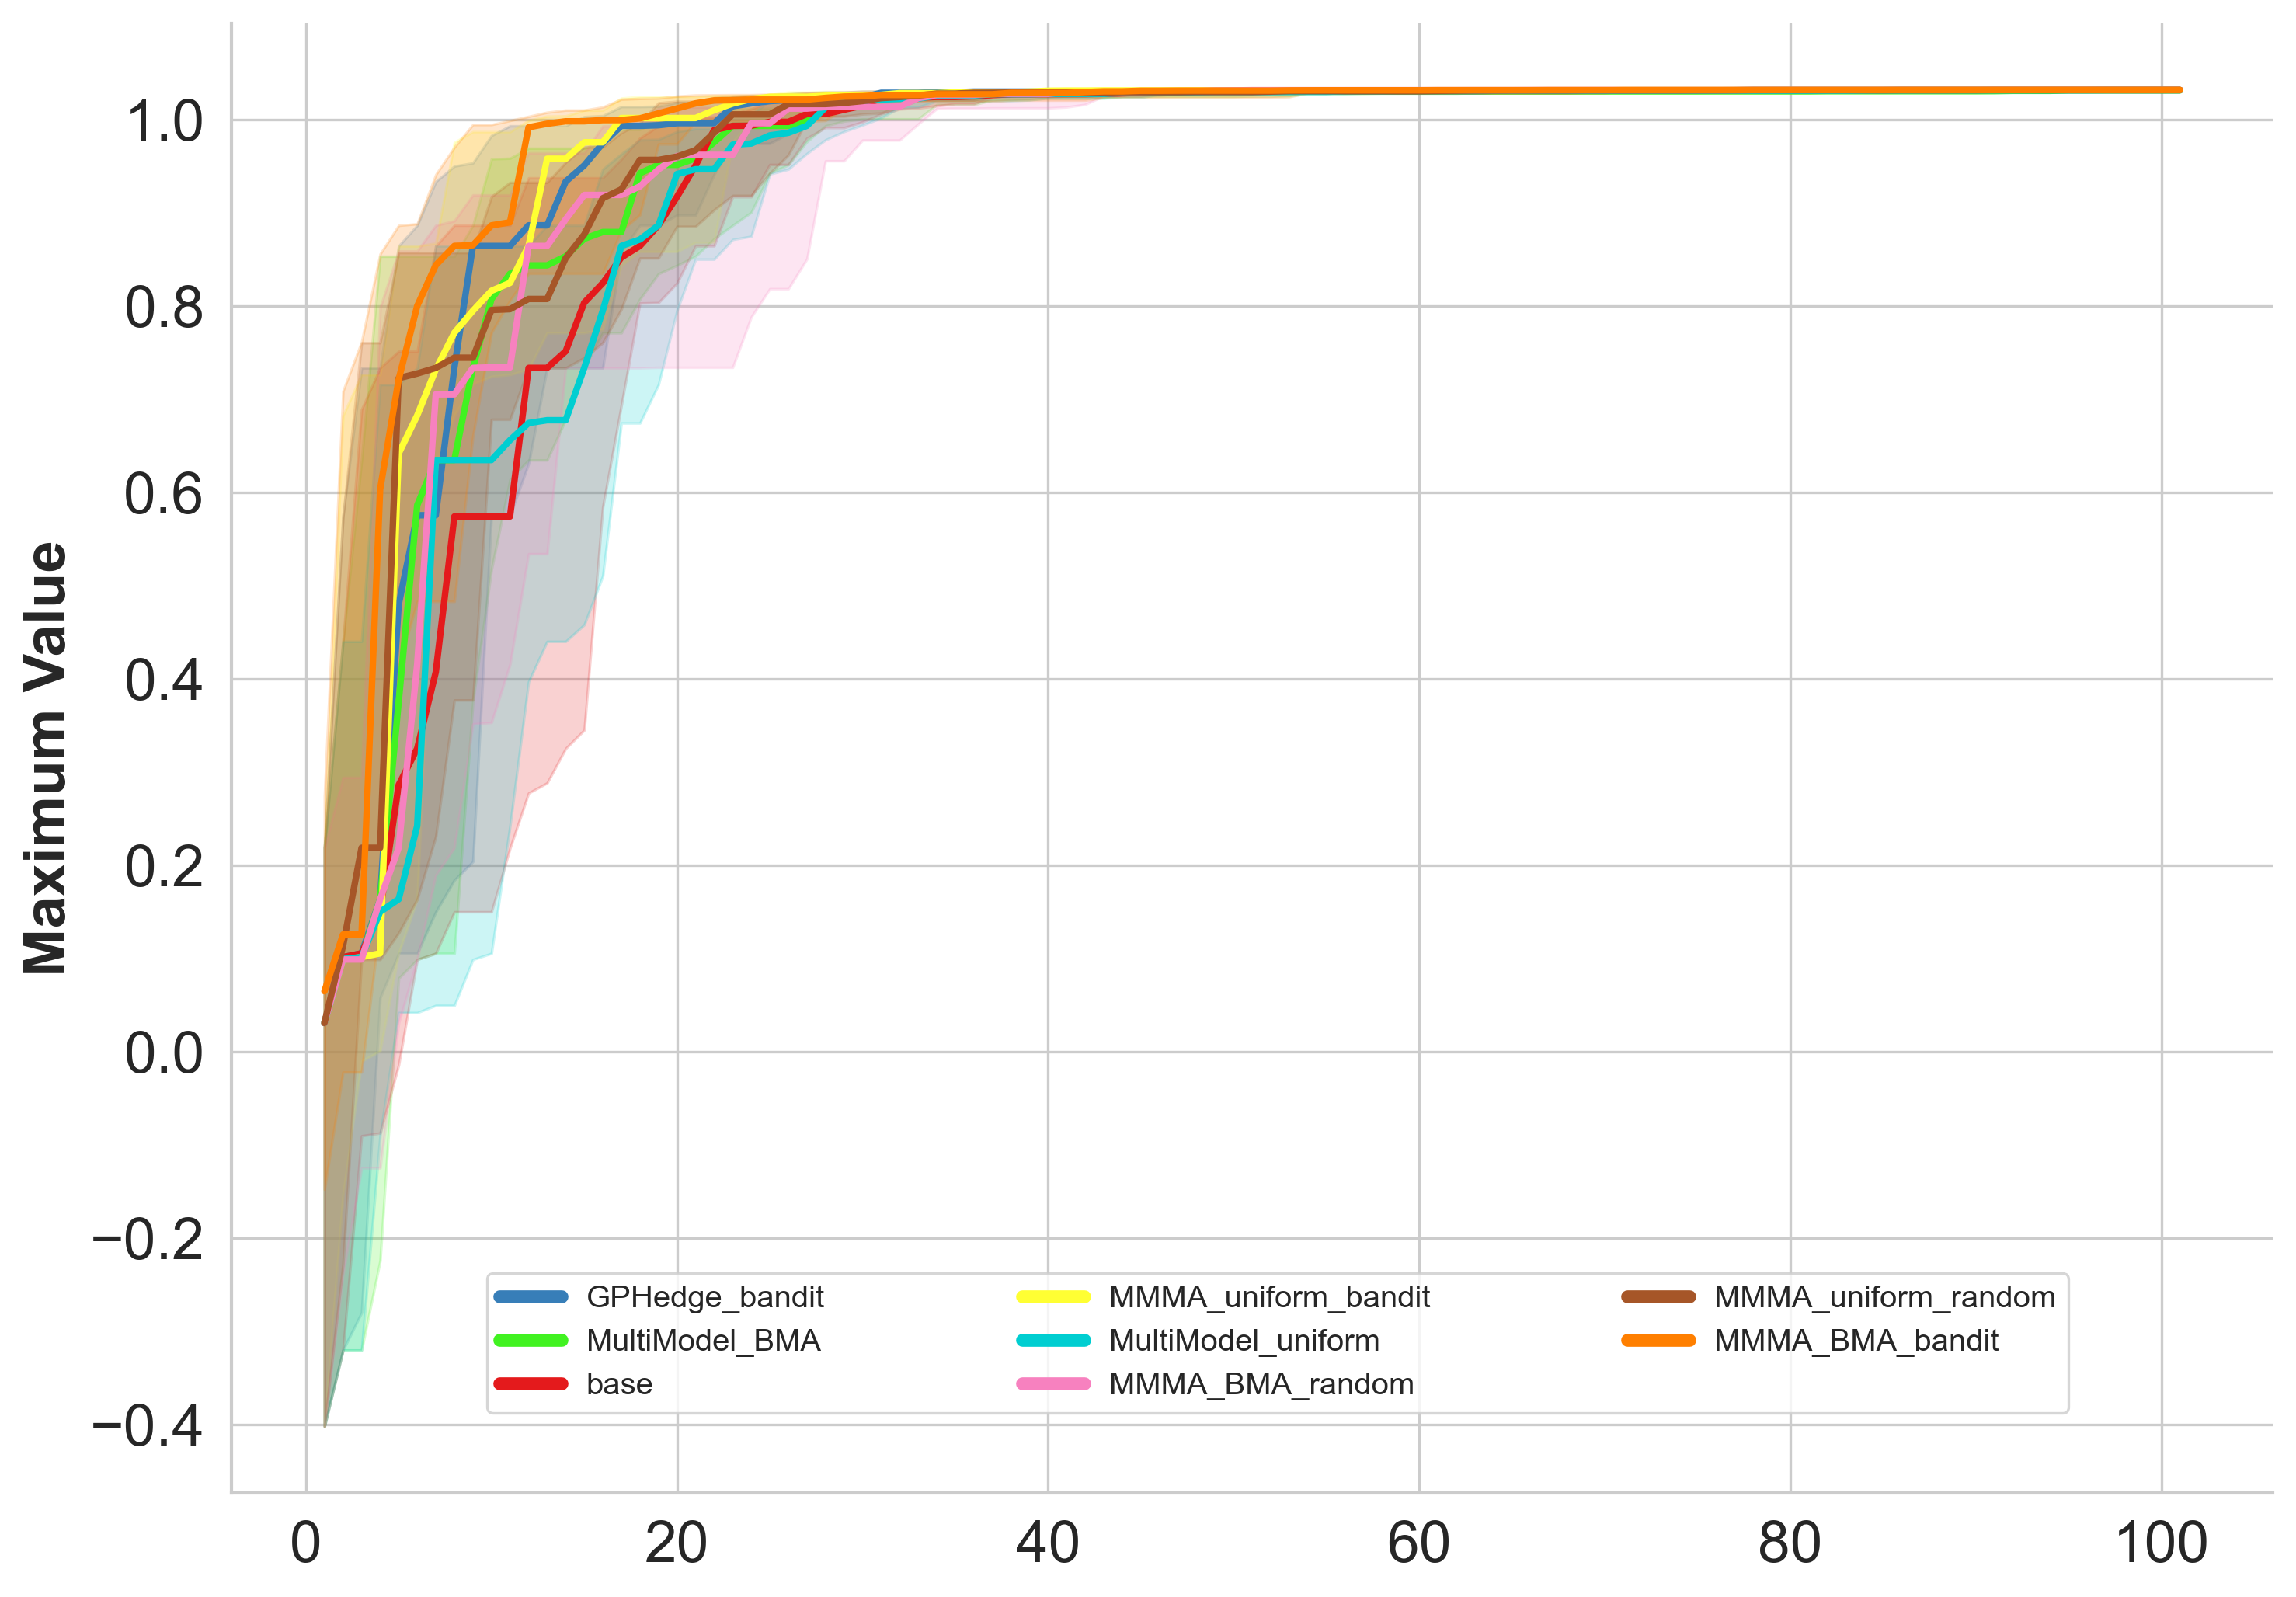 Maximum Value
1.0
0.8
0.6
0.4
0.2
0.0
−0.2
−0.4
GPHedge_bandit
MultiModel_BMA
base
MMMA_uniform_bandit
MultiModel_uniform
MMMA_BMA_random
MMMA_uniform_random
MMMA_BMA_bandit
0 20 40 60 80 100